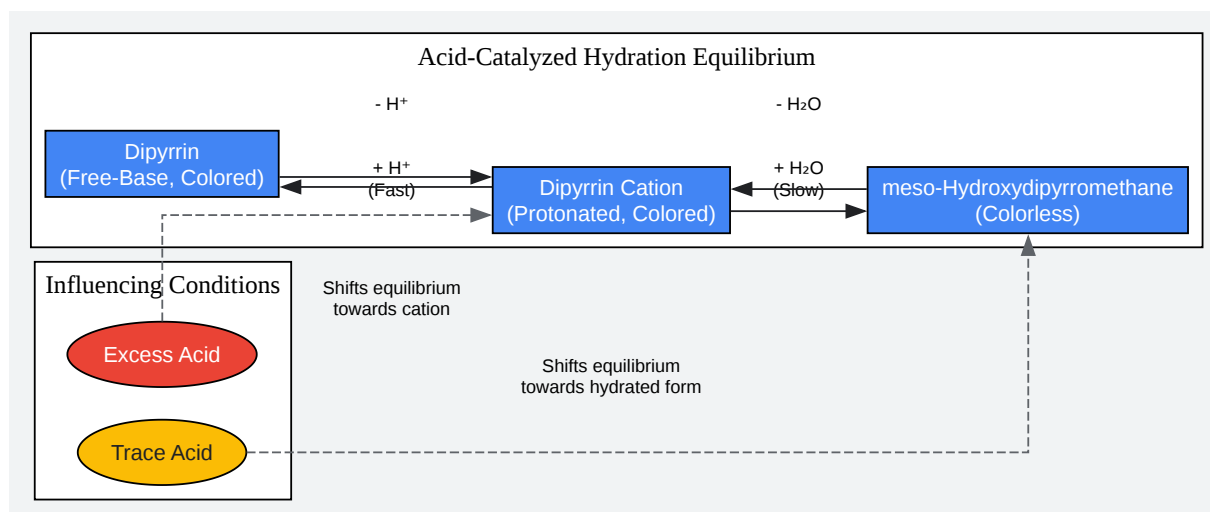 Acid-Catalyzed Hydration Equilibrium
- H⁺
- H₂O
Dipyrrin
(Free-Base, Colored)
+ H⁺
(Fast)
Dipyrrin Cation
(Protonated, Colored)
+ H₂O
(Slow)
meso-Hydroxydipyrromethane
(Colorless)
Influencing Conditions
Shifts equilibrium
towards cation
Excess Acid
Shifts equilibrium
towards hydrated form
Trace Acid